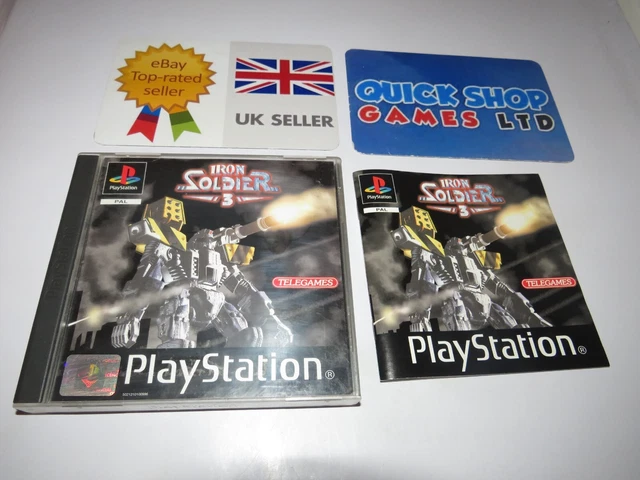 eBay
Top-rated
seller
UK SELLER
QUICK SHOP
GAMES LTD
PlayStation
PAL
IRON
SOLDIER
3
TELEGAMES
PlayStation®
PlayStation
PAL
IRON
SOLDIER
3
TELEGAMES
PlayStation®